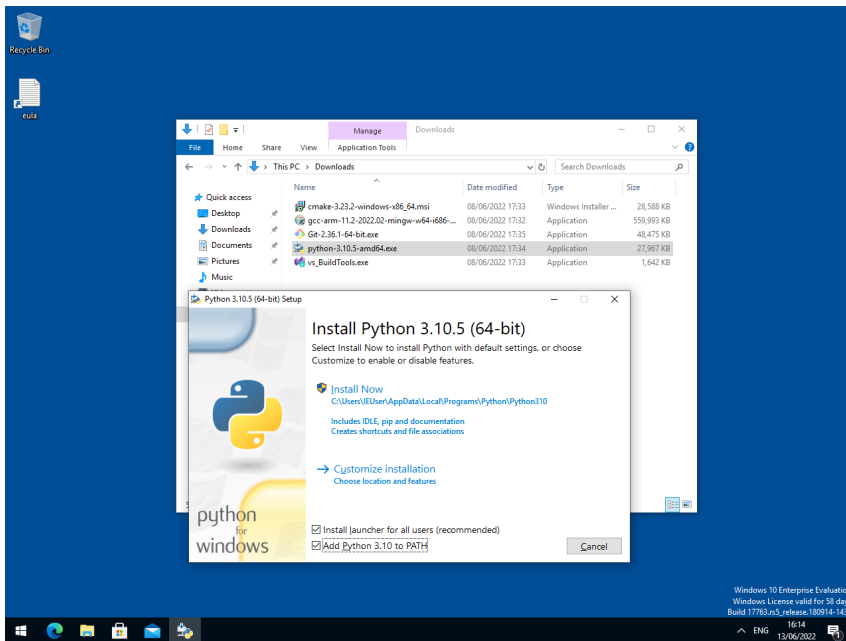 Recycle Bin
eula
Manage
Downloads
File
Home
Share
View
Application Tools
This PC > Downloads
Search Downloads
Name
Date modified
Type
Size
Quick access
Desktop
Downloads
Documents
Pictures
Music
cmake-3.23.2-windows-x86_64.msi 08/06/2022 17:33 Windows Installer ... 28,588 KB
gcc-arm-11.2-2022.02-mingw-w64-i686-... 08/06/2022 17:32 Application 559,993 KB
Git-2.36.1-64-bit.exe 08/06/2022 17:35 Application 48,475 KB
python-3.10.5-amd64.exe 08/06/2022 17:34 Application 27,967 KB
vs_BuildTools.exe 08/06/2022 17:33 Application 1,642 KB
Python 3.10.5 (64-bit) Setup
Install Python 3.10.5 (64-bit)
Select Install Now to install Python with default settings, or choose
Customize to enable or disable features.
Install Now
C:\Users\IEUser\AppData\Local\Programs\Python\Python310
Includes IDLE, pip and documentation
Creates shortcuts and file associations
Customize installation
Choose location and features
python
for
windows
Install launcher for all users (recommended)
Add Python 3.10 to PATH
Cancel
Windows 10 Enterprise Evaluatio
Windows License valid for 58 day
Build 17763.rs5_release.180914-143
ENG
16:14
13/06/2022
1